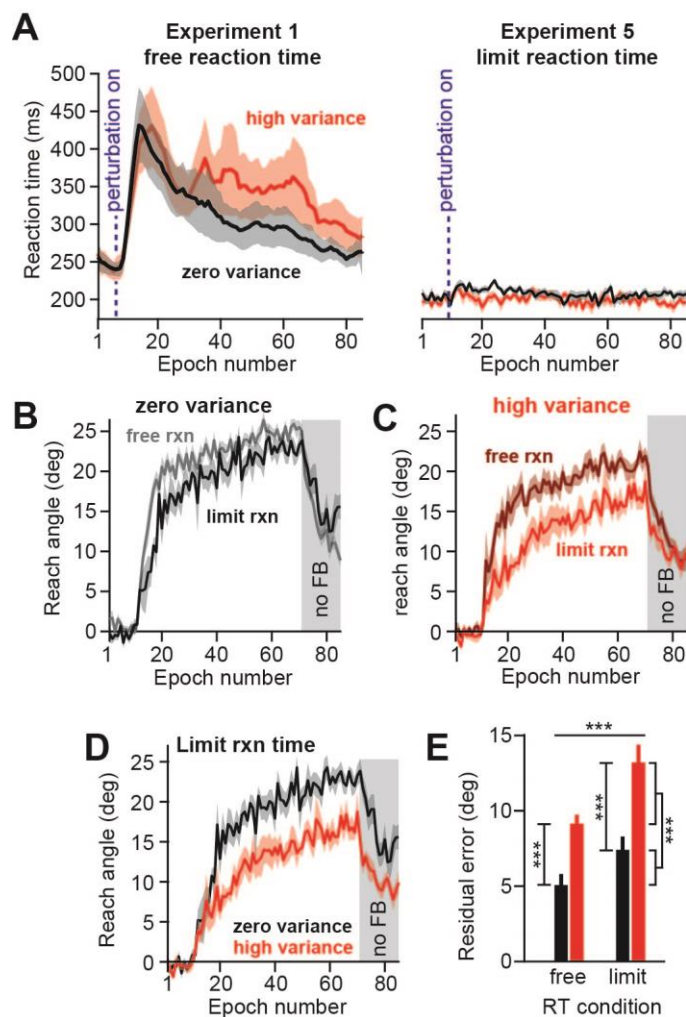 A
Experiment 1
free reaction time
Experiment 5
limit reaction time
Reaction time (ms)
500
450
400
350
300
250
200
perturbation on
high variance
zero variance
1
20
40
60
80
Epoch number
perturbation on
1
20
40
60
80
Epoch number
B
zero variance
Reach angle (deg)
25
20
15
10
5
0
free rxn
limit rxn
no FB
1
20
40
60
80
Epoch number
C
high variance
reach angle (deg)
25
20
15
10
5
0
free rxn
limit rxn
no FB
1
20
40
60
80
Epoch number
D
Limit rxn time
Reach angle (deg)
25
20
15
10
5
0
zero variance
high variance
no FB
1
20
40
60
80
Epoch number
E
Residual error (deg)
15
10
5
0
***
***
***
***
free
limit
RT condition